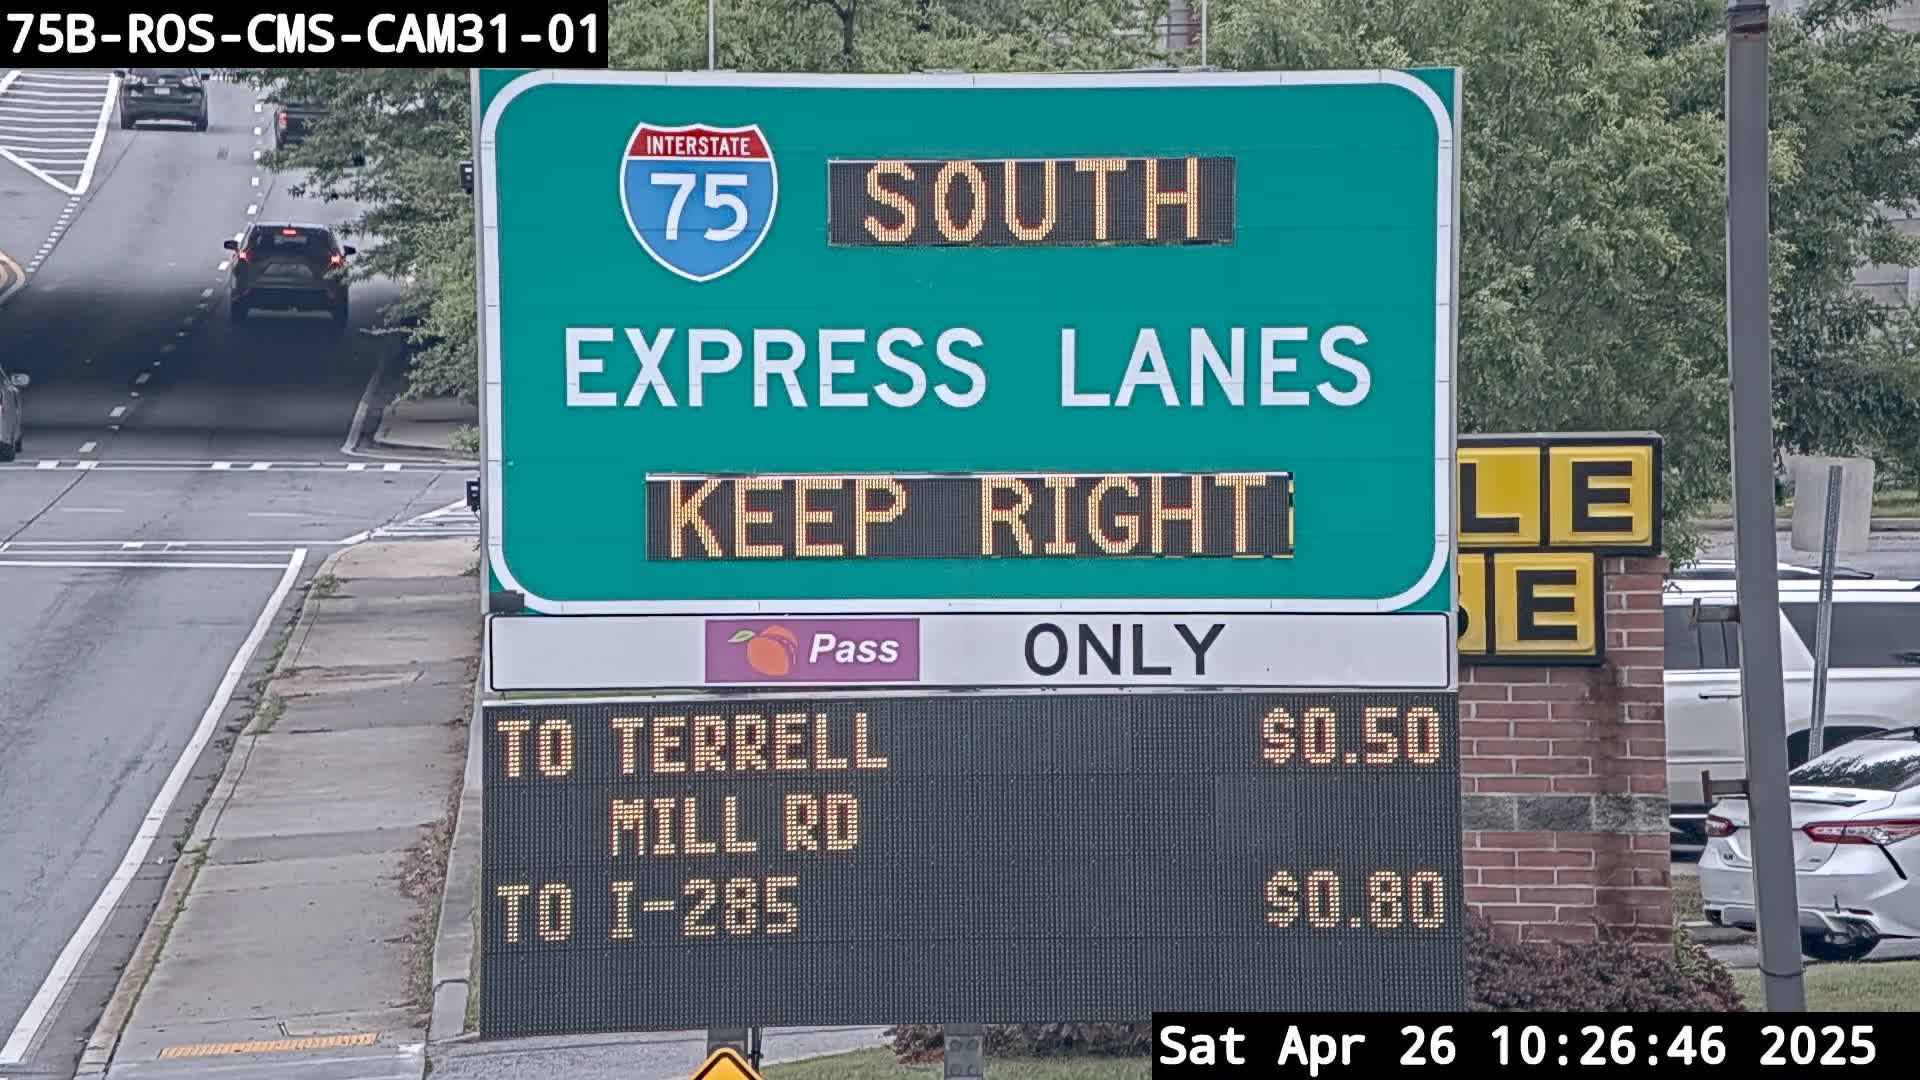 75B-ROS-CMS-CAM31-01
INTERSTATE
75
SOUTH
EXPRESS LANES
KEEP RIGHT
Pass ONLY
TO TERRELL $0.50
MILL RD
TO I-285 $0.80
LE
E
Sat Apr 26 10:26:46 2025